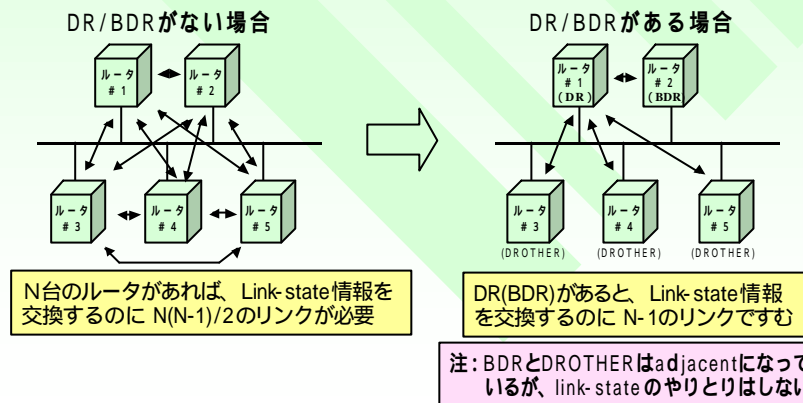 DR/BDRがない場合
ルータ
#1
ルータ
#2
ルータ
#3
ルータ
#4
ルータ
#5
N台のルータがあれば、Link-state情報を
交換するのに N(N-1)/2のリンクが必要
DR/BDRがある場合
ルータ
#1
(DR)
ルータ
#2
(BDR
ルータ
#3
(DROTHER)
ルータ
#4
(DROTHER)
ルータ
#5
(DROTHER)
DR(BDR)があると、Link-state情報
を交換するのに N-1のリンクですむ
注:BDRとDROTHERはadjacentになって
いるが、link-stateのやりとりはしない